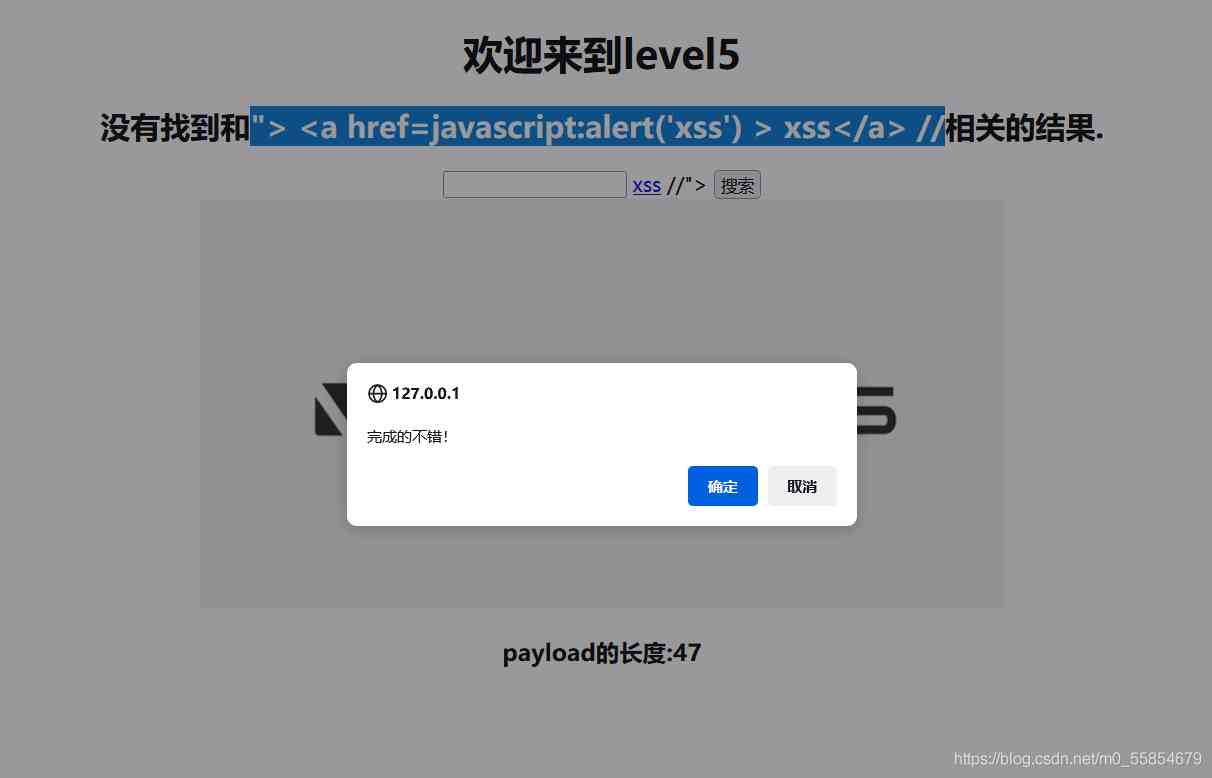 欢迎来到level5
没有找到和"> <a href=javascript:alert('xss') > xss</a> //相关的结果.
xss //"> 搜索
127.0.0.1
完成的不错！
确定 取消
payload的长度:47
https://blog.csdn.net/m0_55854679